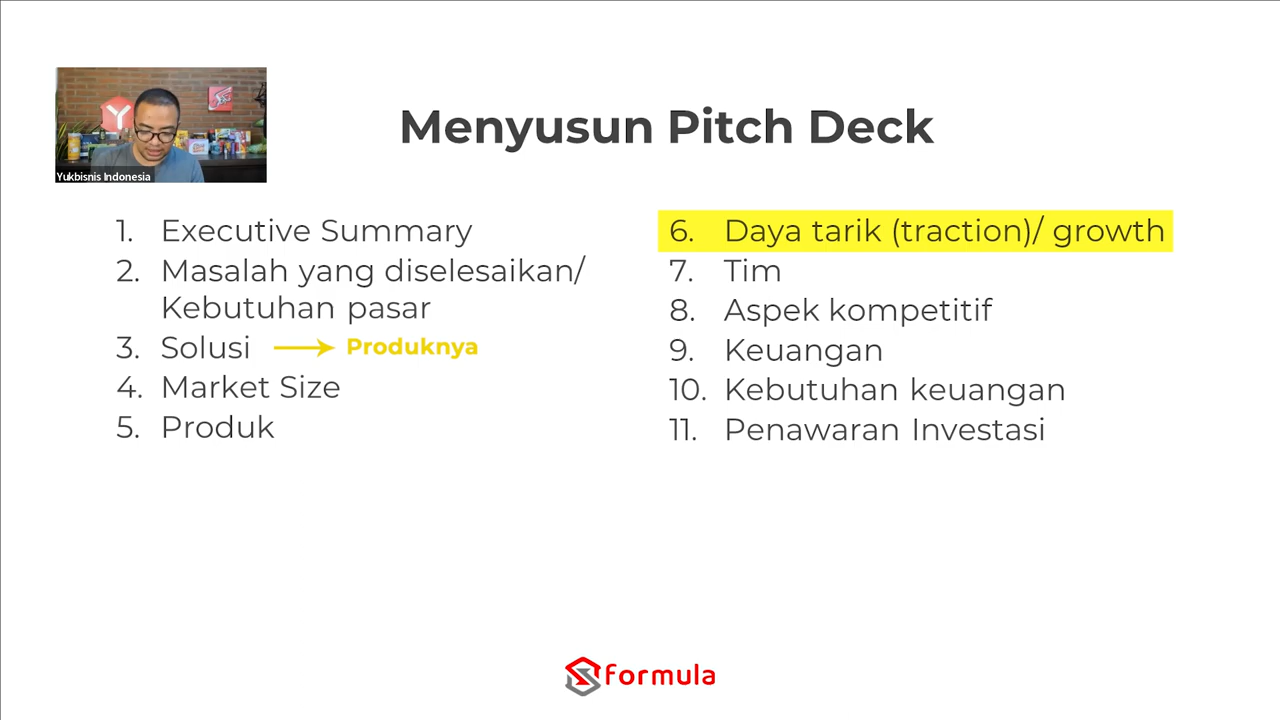 Yukbisnis Indonesia
Menyusun Pitch Deck
1. Executive Summary
2. Masalah yang diselesaikan/
Kebutuhan pasar
3. Solusi
Produknya
4. Market Size
5. Produk
6. Daya tarik (traction)/ growth
7. Tim
8. Aspek kompetitif
9. Keuangan
10. Kebutuhan keuangan
11. Penawaran Investasi
formula